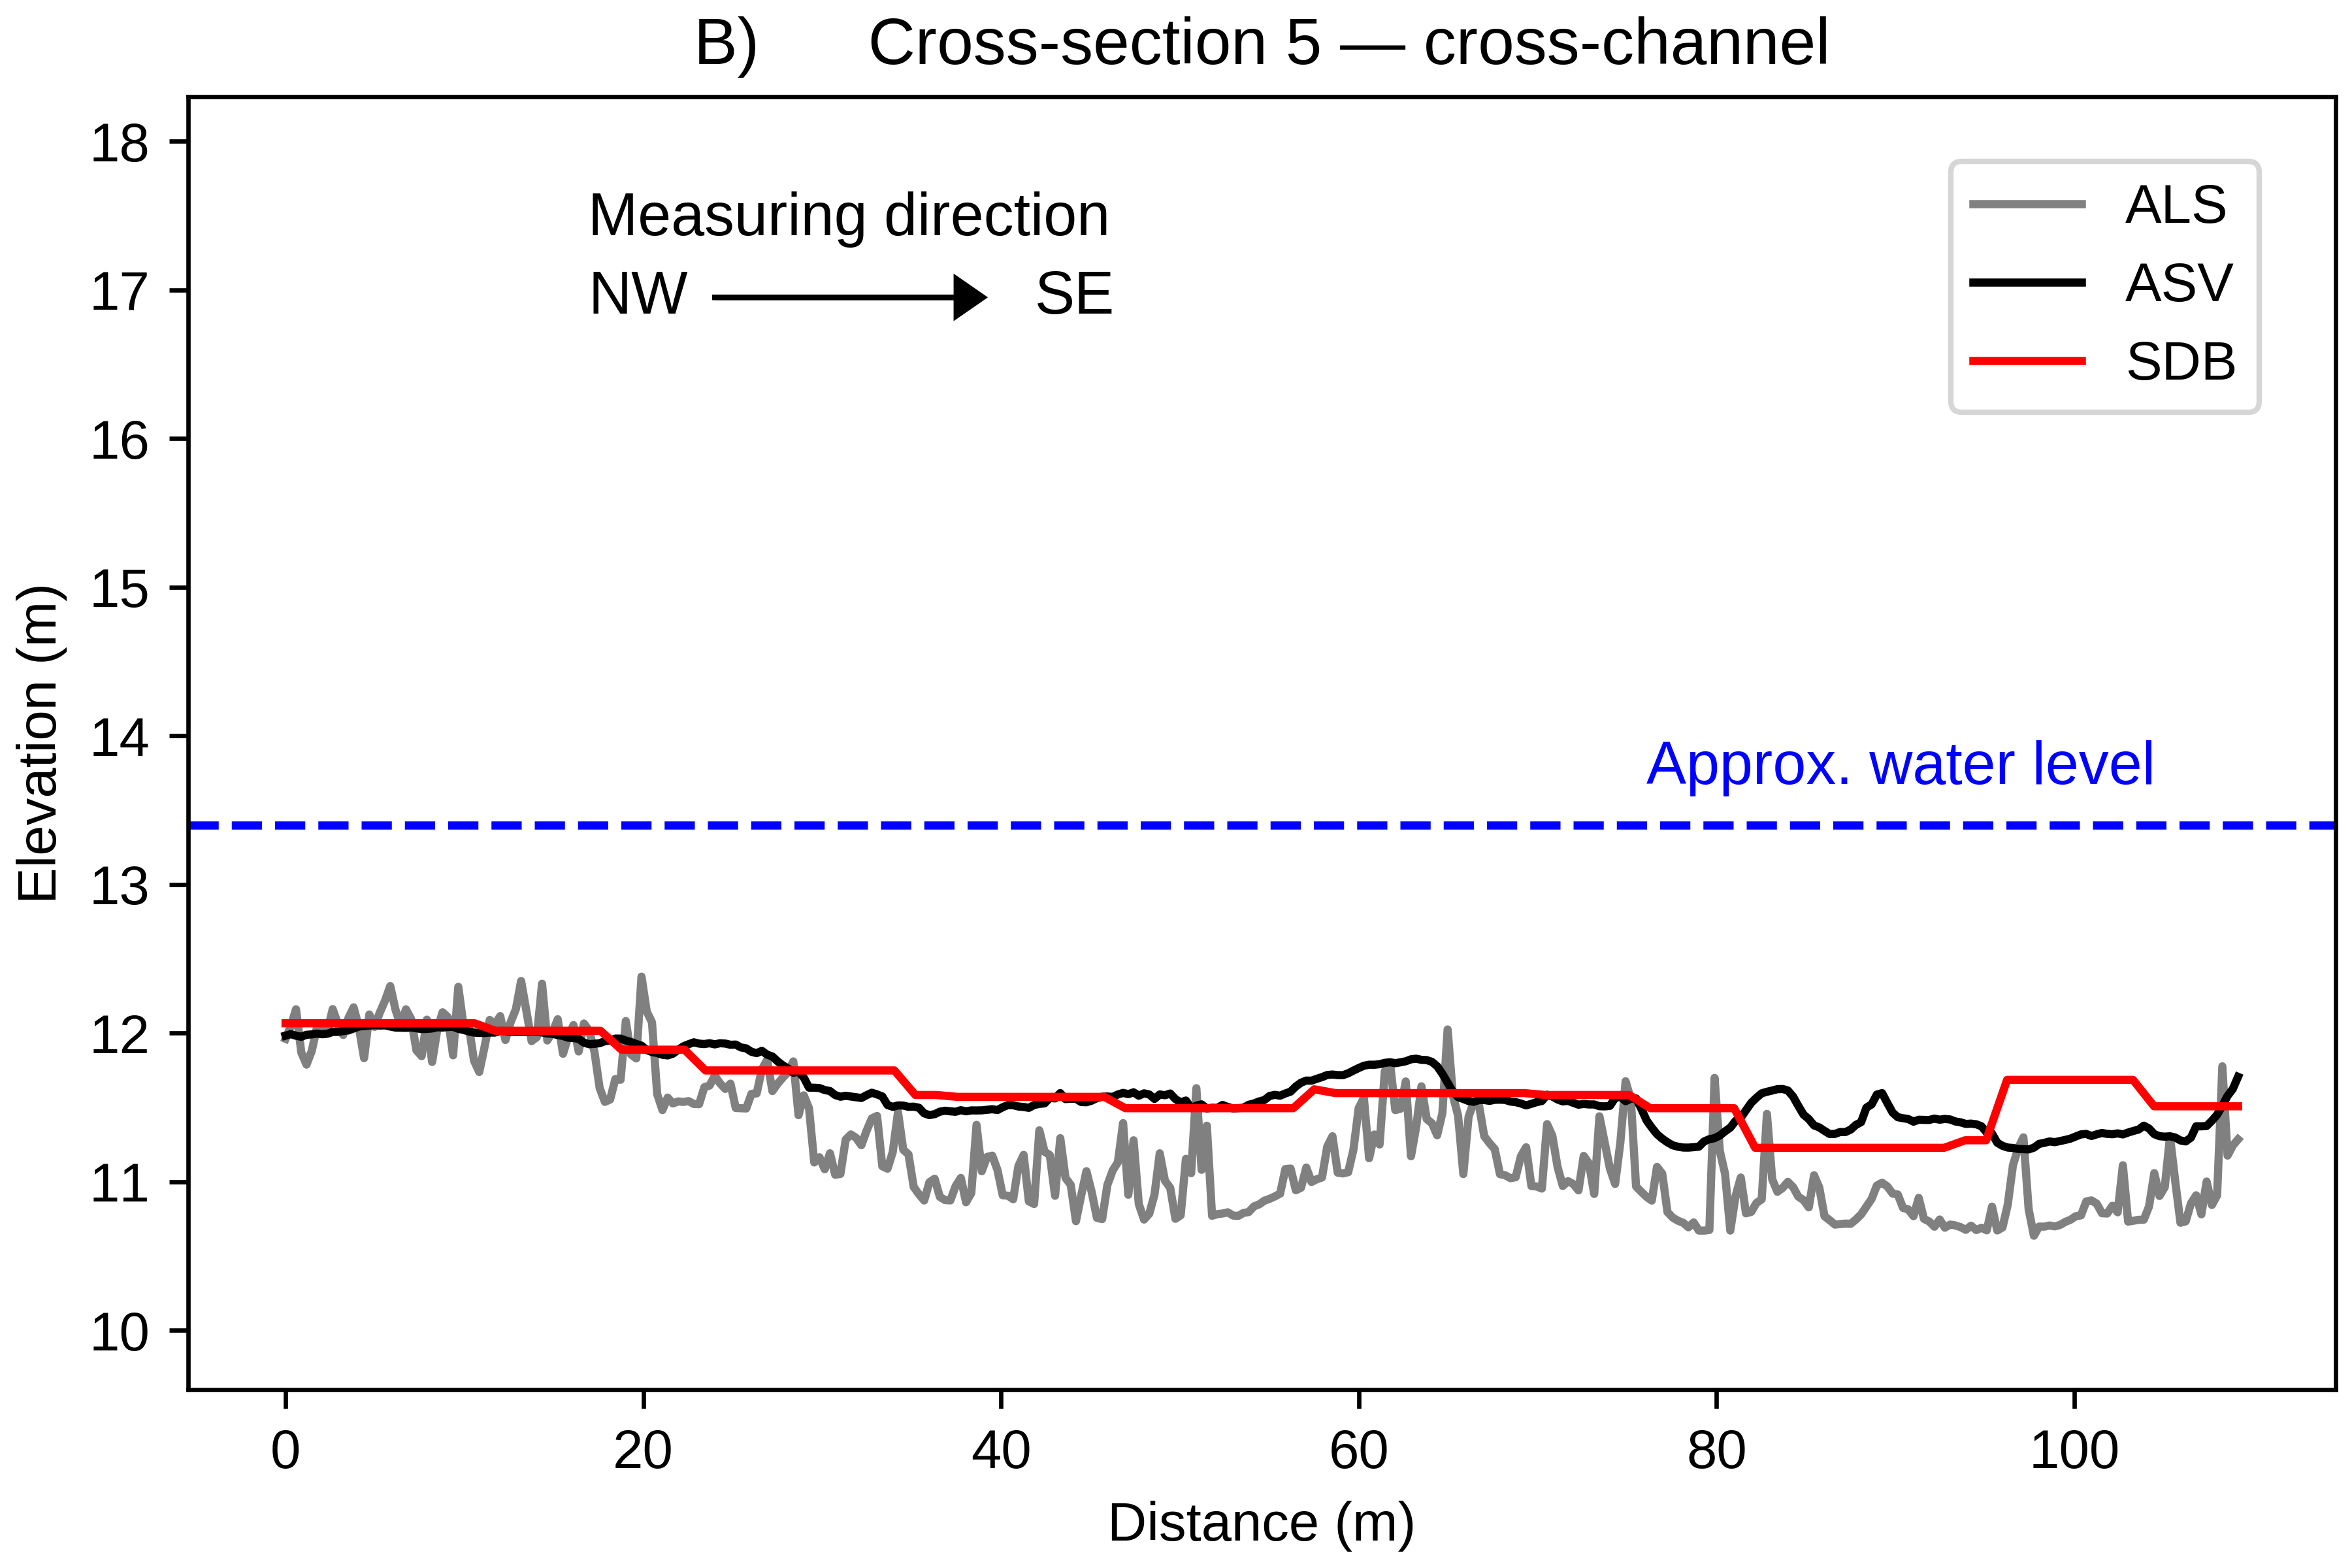 B) Cross-section 5 — cross-channel
Measuring direction
NW SE
ALS
ASV
SDB
Approx. water level
Elevation (m)
18
17
16
15
14
13
12
11
10
0 20 40 60 80 100
Distance (m)